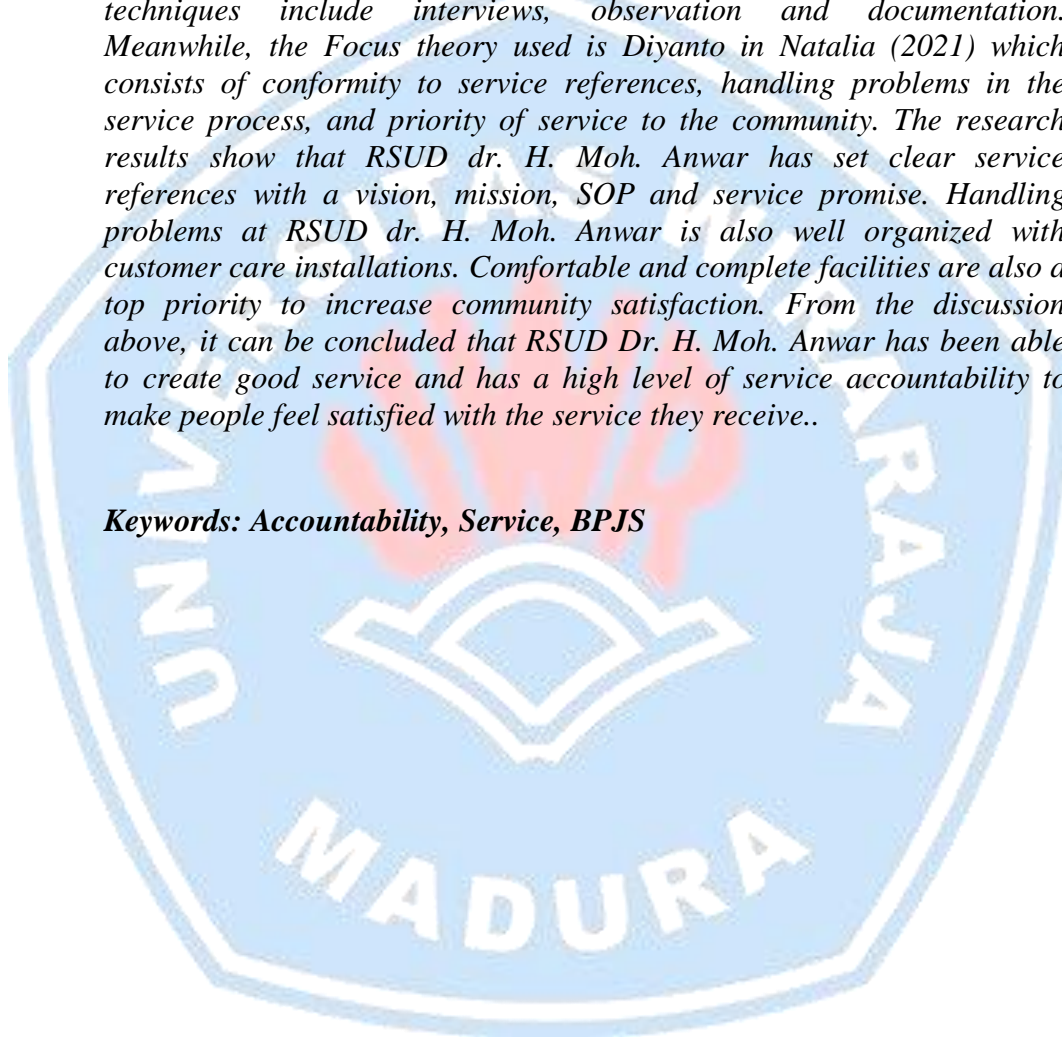 techniques include interviews, observation and documentation.
Meanwhile, the Focus theory used is Diyanto in Natalia (2021) which
consists of conformity to service references, handling problems in the
service process, and priority of service to the community. The research
results show that RSUD dr. H. Moh. Anwar has set clear service
references with a vision, mission, SOP and service promise. Handling
problems at RSUD dr. H. Moh. Anwar is also well organized with
customer care installations. Comfortable and complete facilities are also a
top priority to increase community satisfaction. From the discussion
above, it can be concluded that RSUD Dr. H. Moh. Anwar has been able
to create good service and has a high level of service accountability to
make people feel satisfied with the service they receive..
Keywords: Accountability, Service, BPJS
UNIVERSITAS WIRARAJA
UWR
MADURA